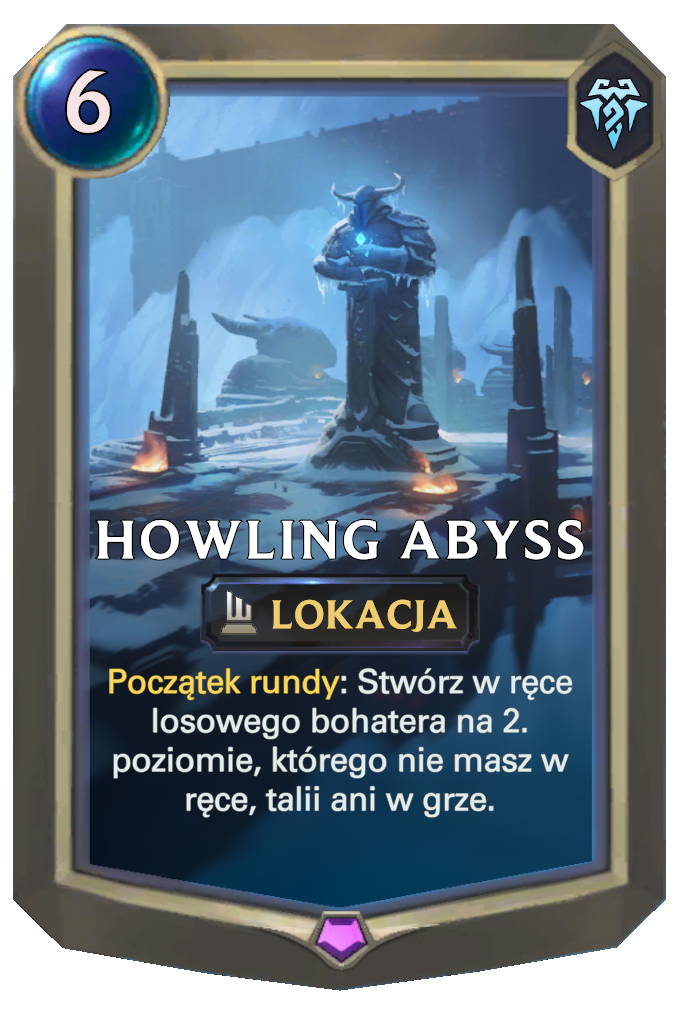 6
HOWLING ABYSS
LOKACJA
Początek rundy: Stwórz w ręce
losowego bohatera na 2.
poziomie, którego nie masz w
ręce, talii ani w grze.